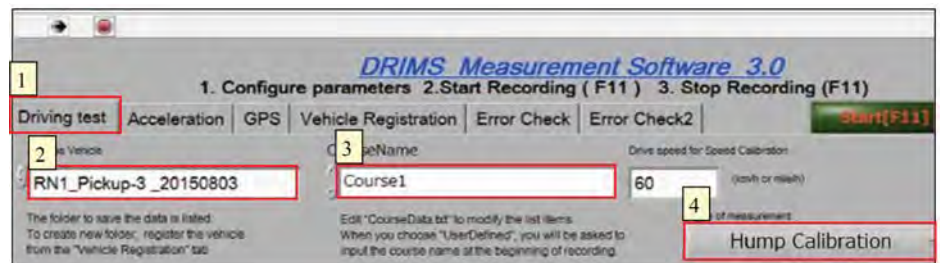 DRIMS Measurement Software 3.0
1
1. Configure parameters 2.Start Recording ( F11 ) 3. Stop Recording (F11)
Driving test Acceleration GPS Vehicle Registration Error Check Error Check2 Start[F11]
2 Vehicle 3 Name Drive speed for Speed Calibration
RN1_Pickup-3 _20150803 Course1 60 (km/h or mile/h)
4
The folder to save the data is listed. Edit "CourseData.txt" to modify the list items. of measurement
To create new folder, register the vehicle When you choose "UserDefined", you will be asked to Hump Calibration
from the "Vehicle Registration" tab input the course name at the beginning of recording.